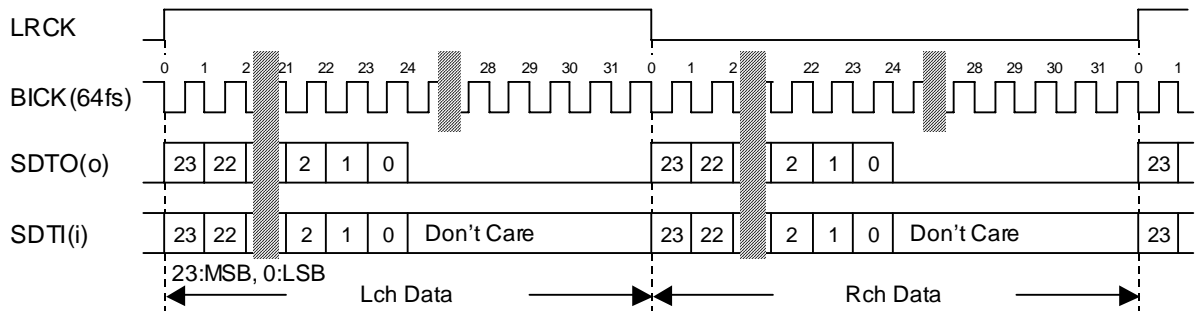 LRCK
0 1 2 21 22 23 24 28 29 30 31 0 1 2 22 23 24 28 29 30 31 0 1
BICK(64fs)
SDTO(o) 23 22 2 1 0 23 22 2 1 0 23
SDTI(i) 23 22 2 1 0 Don't Care 23 22 2 1 0 Don't Care 23
23:MSB, 0:LSB
Lch Data Rch Data